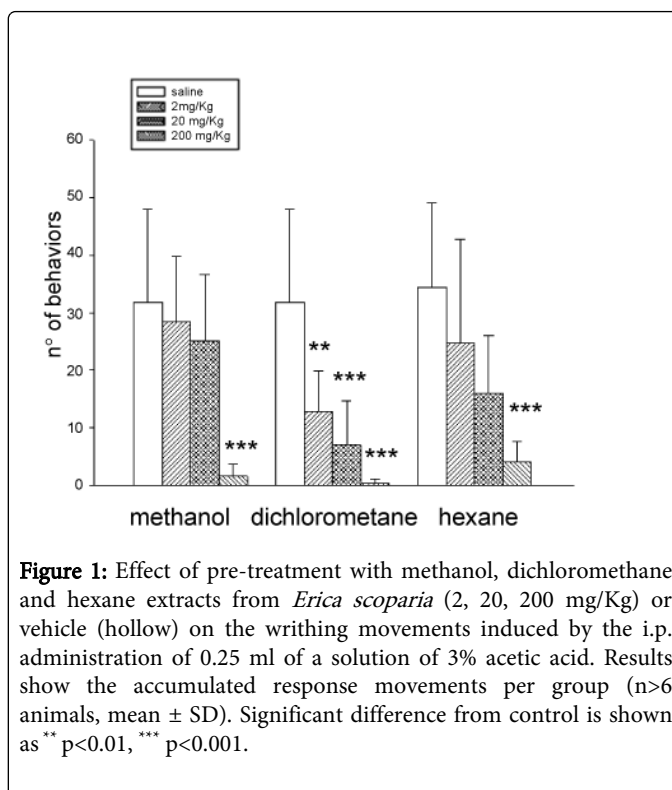 saline
2mg/Kg
20 mg/Kg
200 mg/Kg
60
50
40
30
20
10
0
n° of behaviors
***
**
***
***
***
methanol dichlorometane hexane
Figure 1: Effect of pre-treatment with methanol, dichloromethane
and hexane extracts from Erica scoparia (2, 20, 200 mg/Kg) or
vehicle (hollow) on the writhing movements induced by the i.p.
administration of 0.25 ml of a solution of 3% acetic acid. Results
show the accumulated response movements per group (n>6
animals, mean ± SD). Significant difference from control is shown
as ** p<0.01, *** p<0.001.